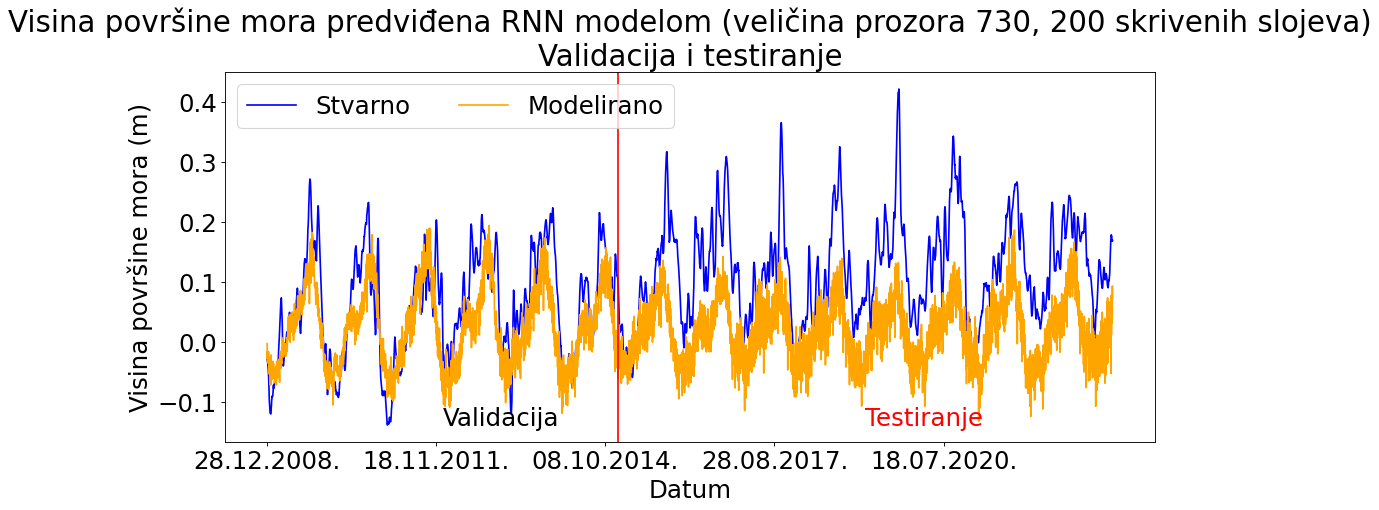 Visina površine mora predviđena RNN modelom (veličina prozora 730, 200 skrivenih slojeva)
Validacija i testiranje
Stvarno
Modelirano
Visina površine mora (m)
0.4
0.3
0.2
0.1
0.0
−0.1
Validacija
Testiranje
28.12.2008.
18.11.2011.
08.10.2014.
28.08.2017.
18.07.2020.
Datum